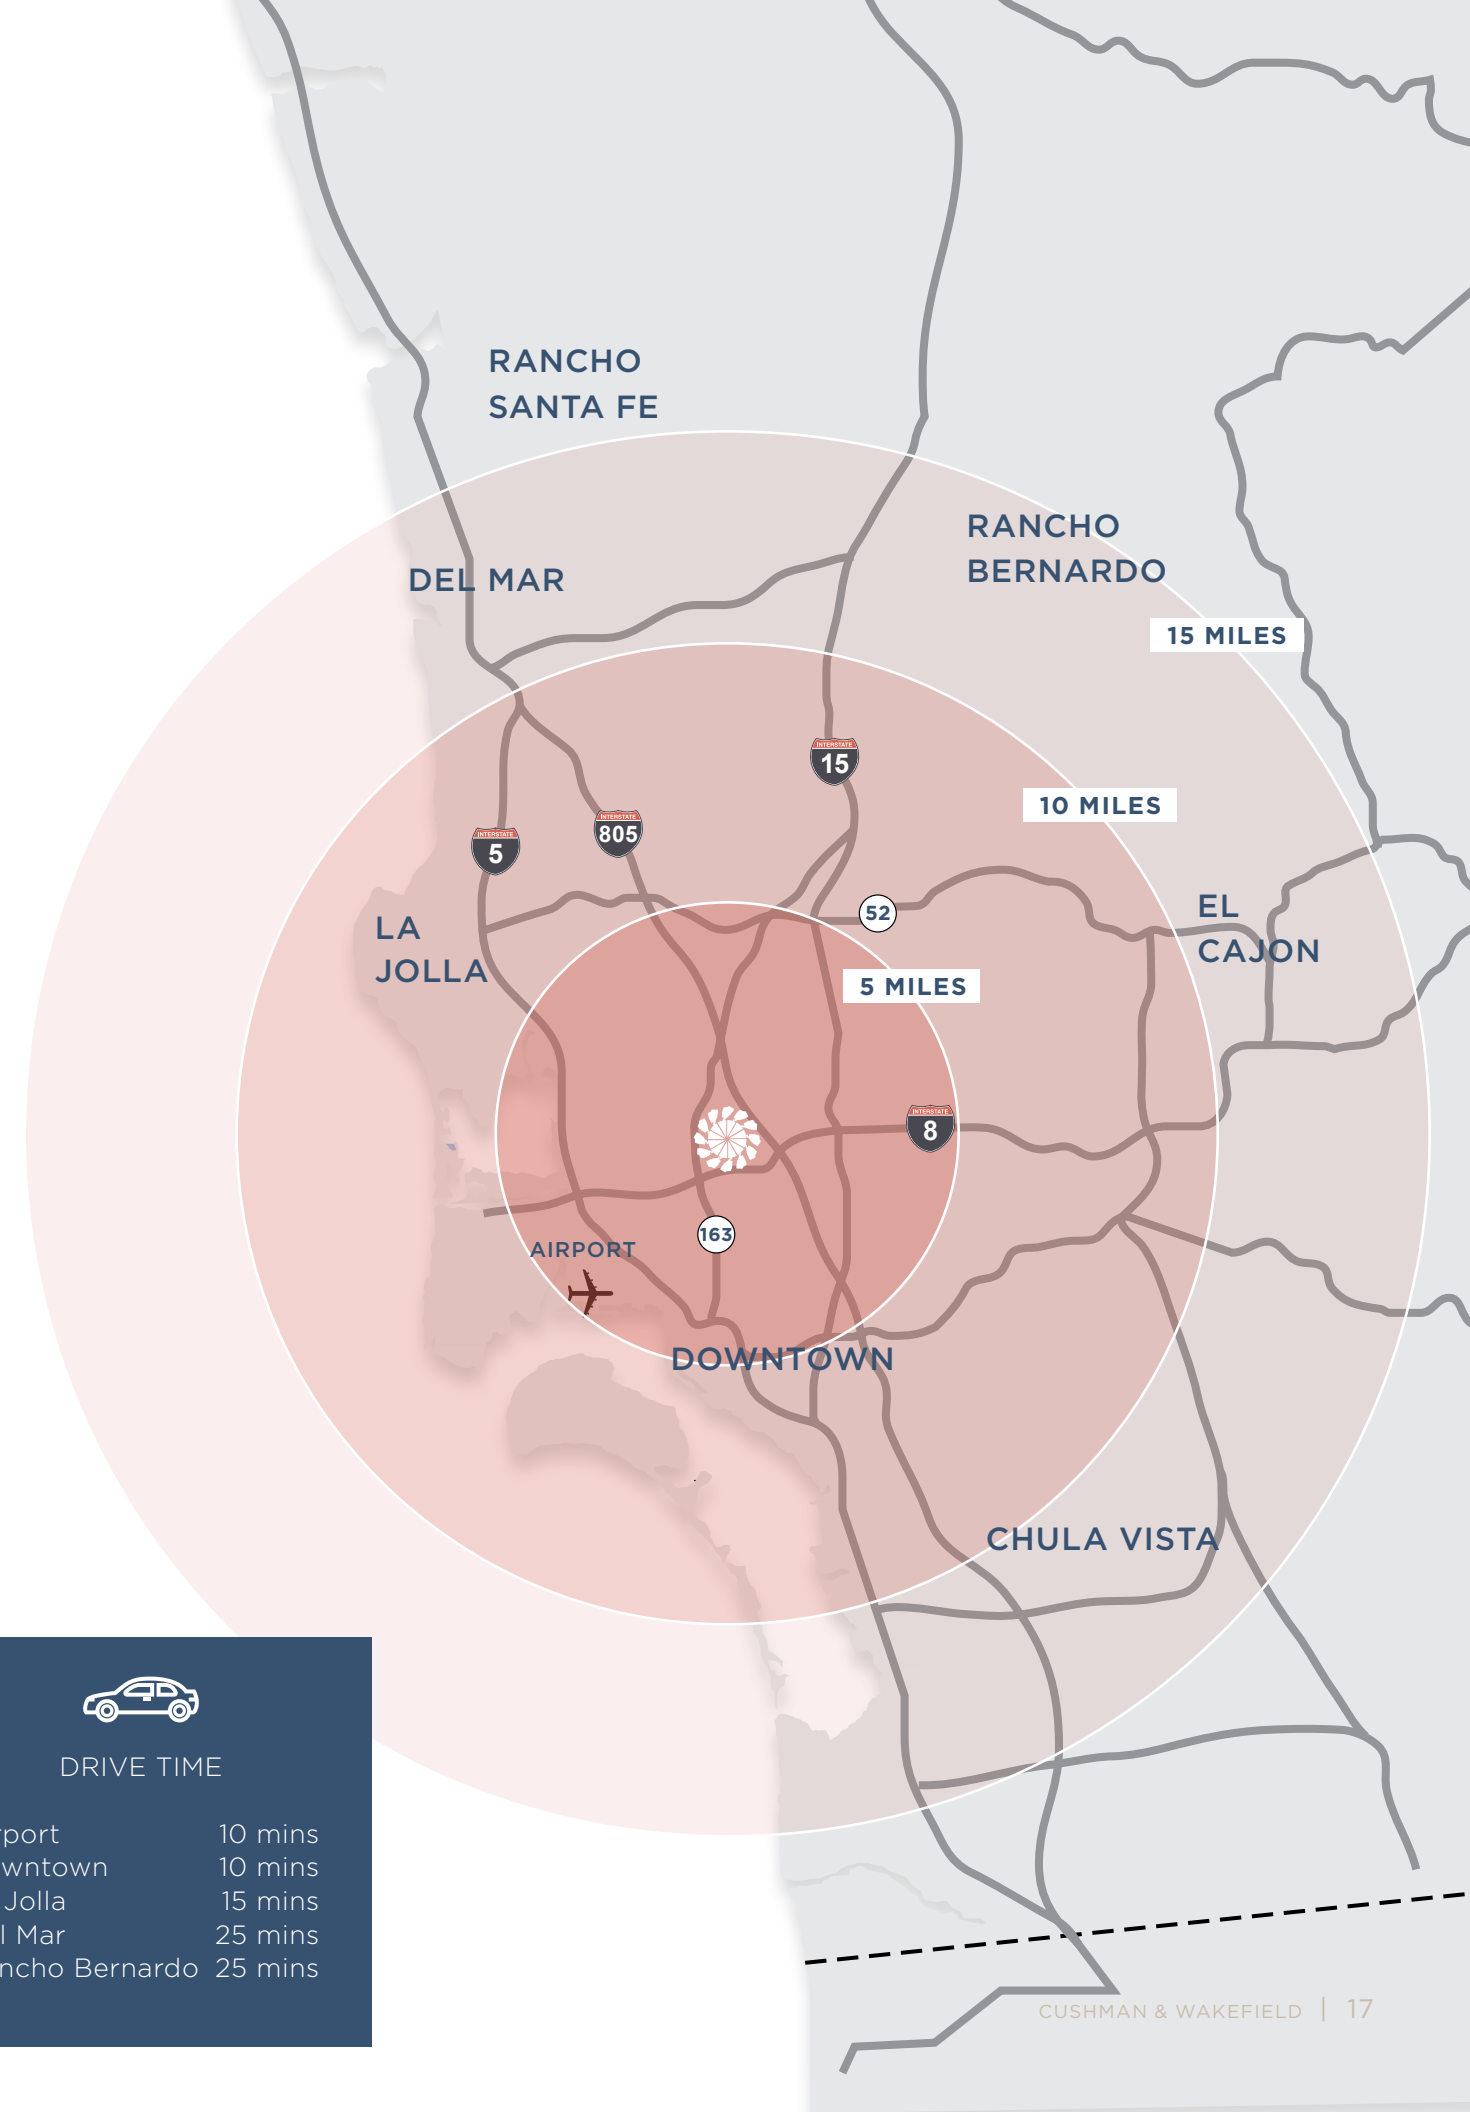 RANCHO
SANTA FE
RANCHO
BERNARDO
DEL MAR
15 MILES
INTERSTATE
15
10 MILES
INTERSTATE
805
INTERSTATE
5
EL
CAJON
52
LA
JOLLA
5 MILES
INTERSTATE
8
163
AIRPORT
DOWNTOWN
CHULA VISTA
DRIVE TIME
rport 10 mins
wntown 10 mins
Jolla 15 mins
l Mar 25 mins
ncho Bernardo 25 mins
CUSHMAN & WAKEFIELD | 17